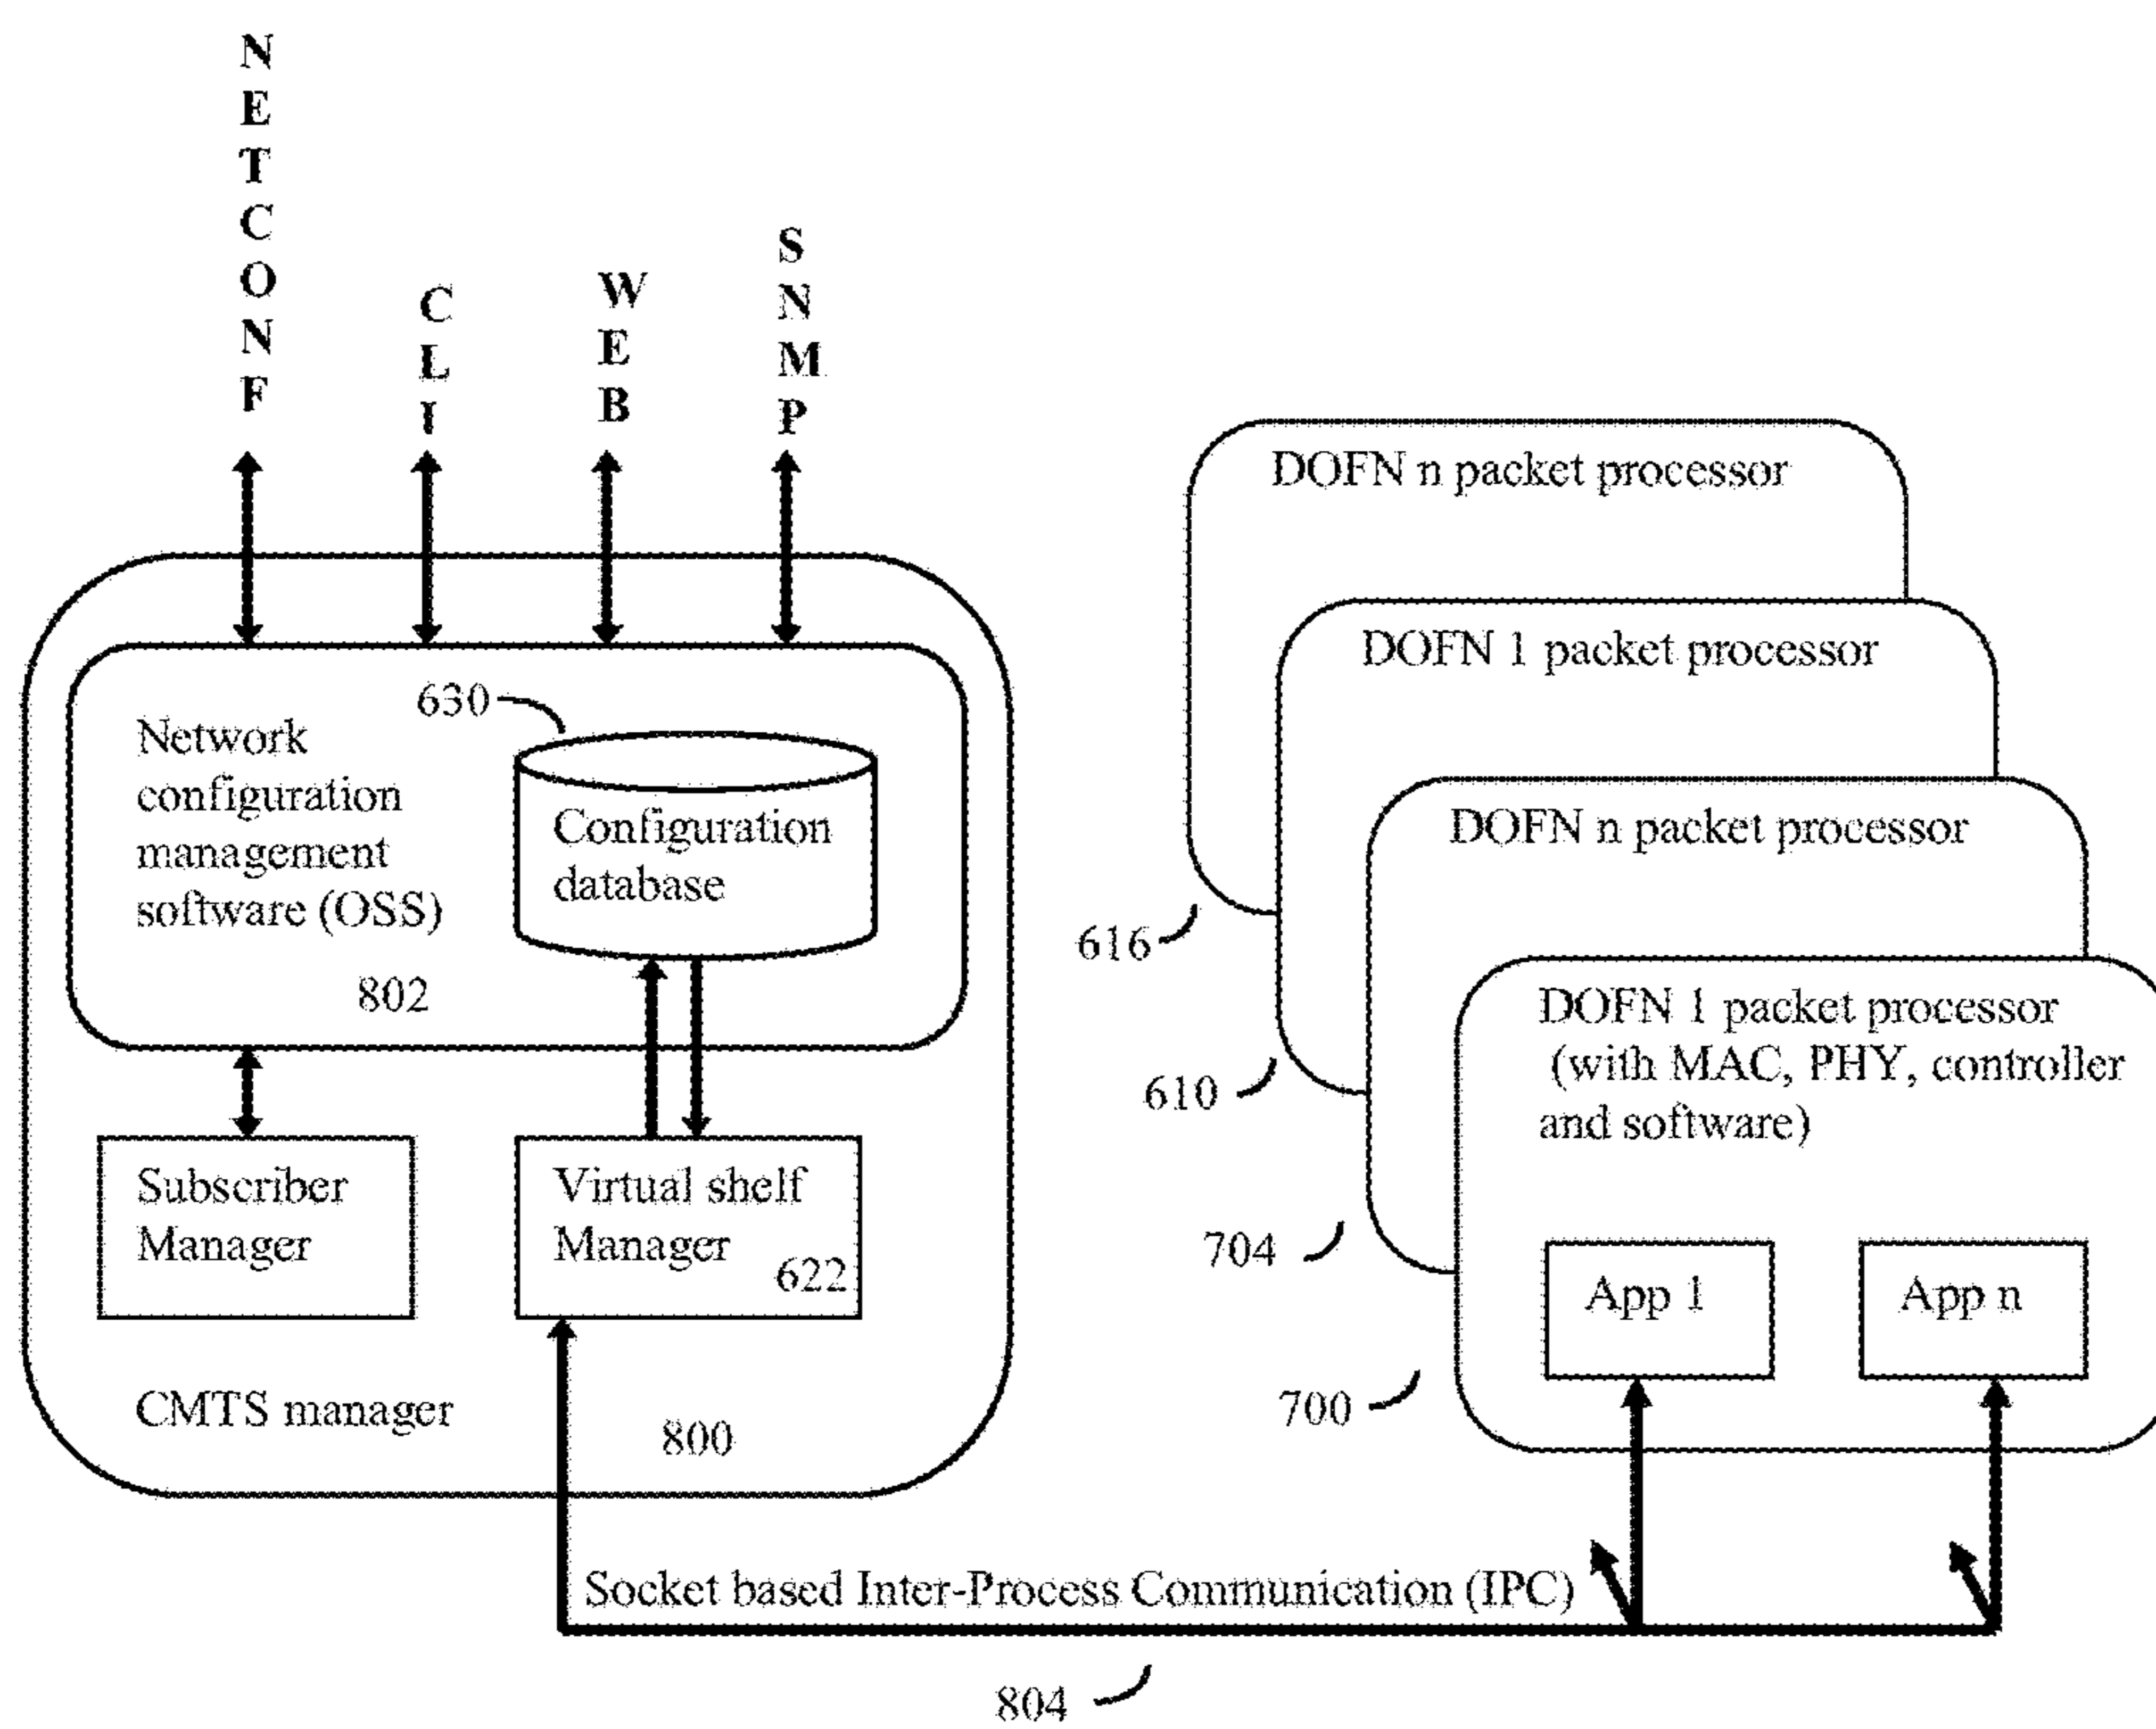 NETCONF
CLI
WEB
SNMP
630
Network
configuration
management
software (OSS)
802
Configuration
database
Subscriber
Manager
Virtual shelf
Manager
622
CMTS manager
800
DOFN n packet processor
616
DOFN 1 packet processor
610
DOFN n packet processor
704
DOFN 1 packet processor
(with MAC, PHY, controller
and software)
App 1
App n
700
Socket based Inter-Process Communication (IPC)
804